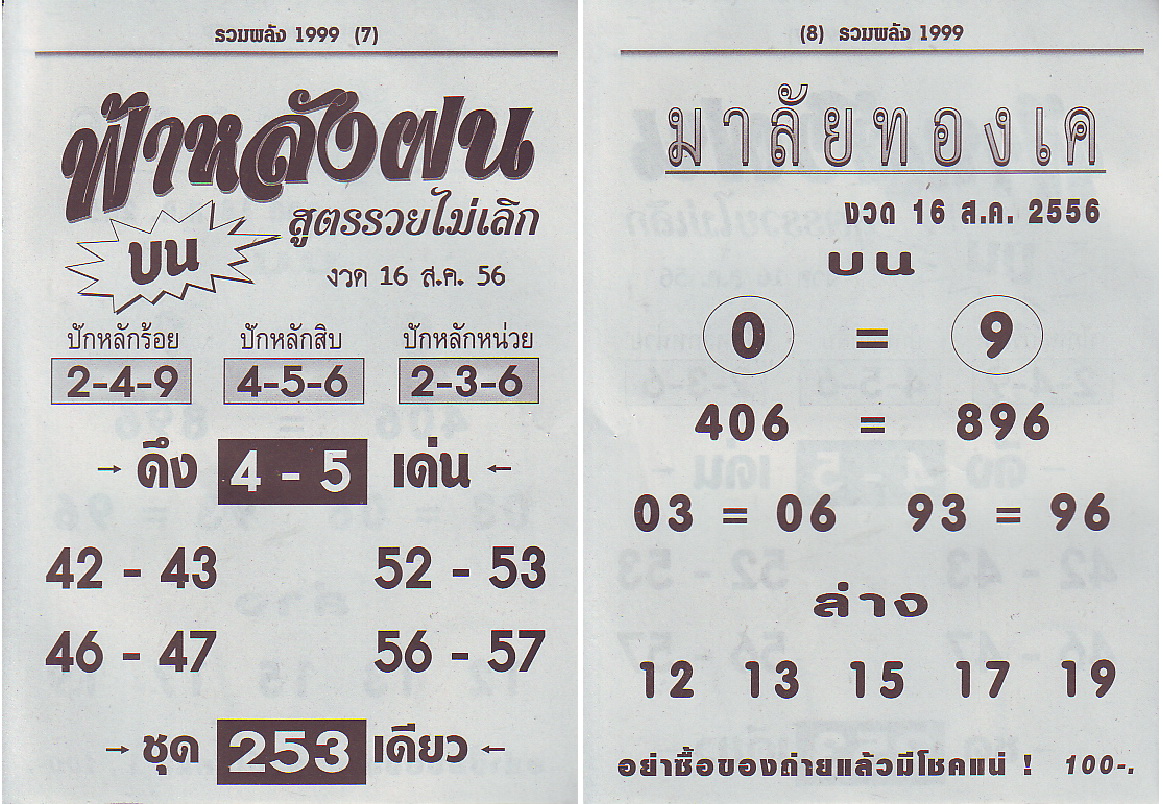 รวมพลัง 1999 (7)
ฟ้าหลังฝน
สูตรรวยไม่เลิก
บน
งวด 16 ส.ค. 56
ปักหลักร้อย ปักหลักสิบ ปักหลักหน่วย
2-4-9 4-5-6 2-3-6
→ ดึง 4 - 5 เด่น ←
42 - 43 52 - 53
46 - 47 56 - 57
→ ชุด 253 เดียว ←
(8) รวมพลัง 1999
มาลัยทองเค
งวด 16 ส.ค. 2556
บน
0 = 9
406 = 896
03 = 06 93 = 96
ล่าง
12 13 15 17 19
อย่าซื้อของถ่ายแล้วมีโชคแน่ ! 100-.